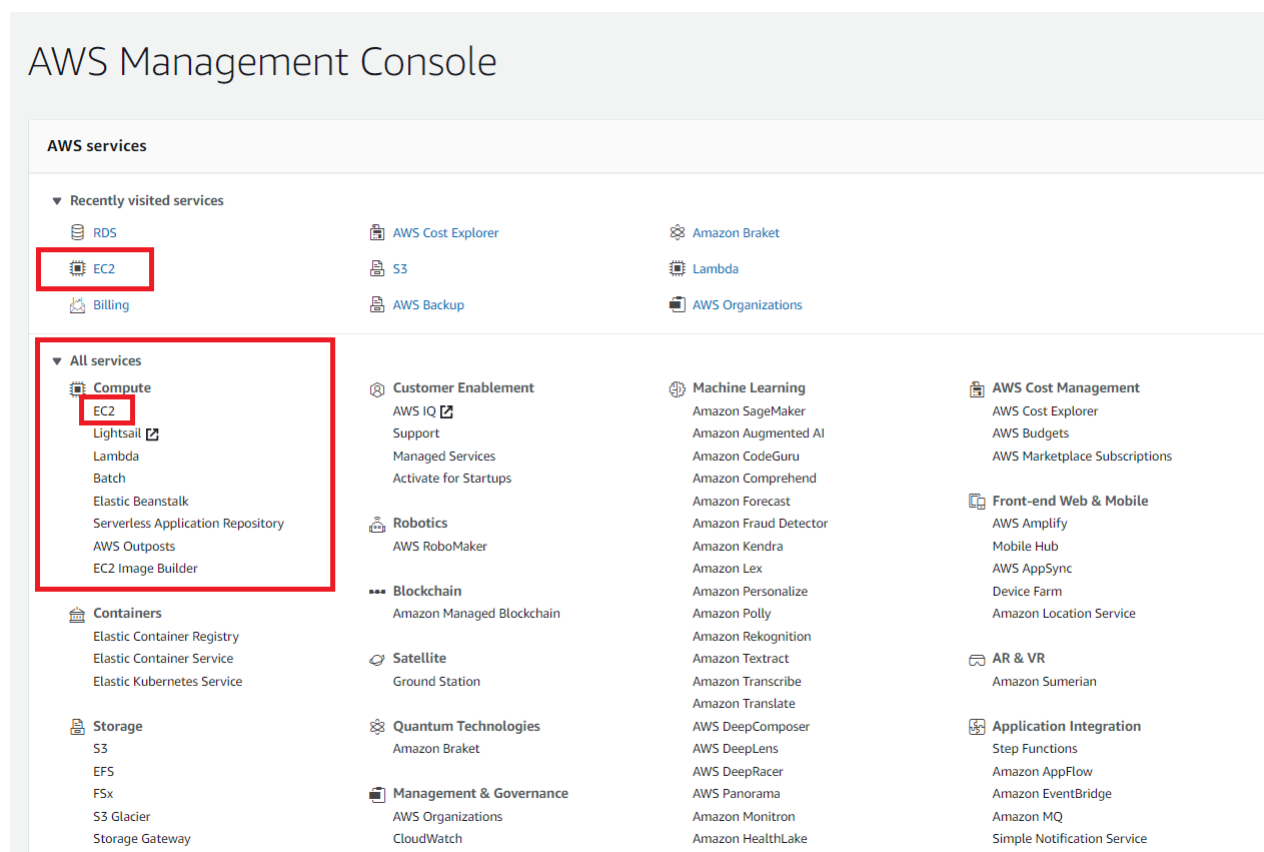 AWS Management Console
AWS services
Recently visited services
RDS
AWS Cost Explorer
Amazon Braket
EC2
S3
Lambda
Billing
AWS Backup
AWS Organizations
All services
Compute
EC2
Lightsail
Lambda
Batch
Elastic Beanstalk
Serverless Application Repository
AWS Outposts
EC2 Image Builder
Containers
Elastic Container Registry
Elastic Container Service
Elastic Kubernetes Service
Storage
S3
EFS
FSx
S3 Glacier
Storage Gateway
Customer Enablement
AWS IQ
Support
Managed Services
Activate for Startups
Robotics
AWS RoboMaker
Blockchain
Amazon Managed Blockchain
Satellite
Ground Station
Quantum Technologies
Amazon Braket
Management & Governance
AWS Organizations
CloudWatch
Machine Learning
Amazon SageMaker
Amazon Augmented AI
Amazon CodeGuru
Amazon Comprehend
Amazon Forecast
Amazon Fraud Detector
Amazon Kendra
Amazon Lex
Amazon Personalize
Amazon Polly
Amazon Rekognition
Amazon Textract
Amazon Transcribe
Amazon Translate
AWS DeepComposer
AWS DeepLens
AWS DeepRacer
AWS Panorama
Amazon Monitron
Amazon HealthLake
AWS Cost Management
AWS Cost Explorer
AWS Budgets
AWS Marketplace Subscriptions
Front-end Web & Mobile
AWS Amplify
Mobile Hub
AWS AppSync
Device Farm
Amazon Location Service
AR & VR
Amazon Sumerian
Application Integration
Step Functions
Amazon AppFlow
Amazon EventBridge
Amazon MQ
Simple Notification Service